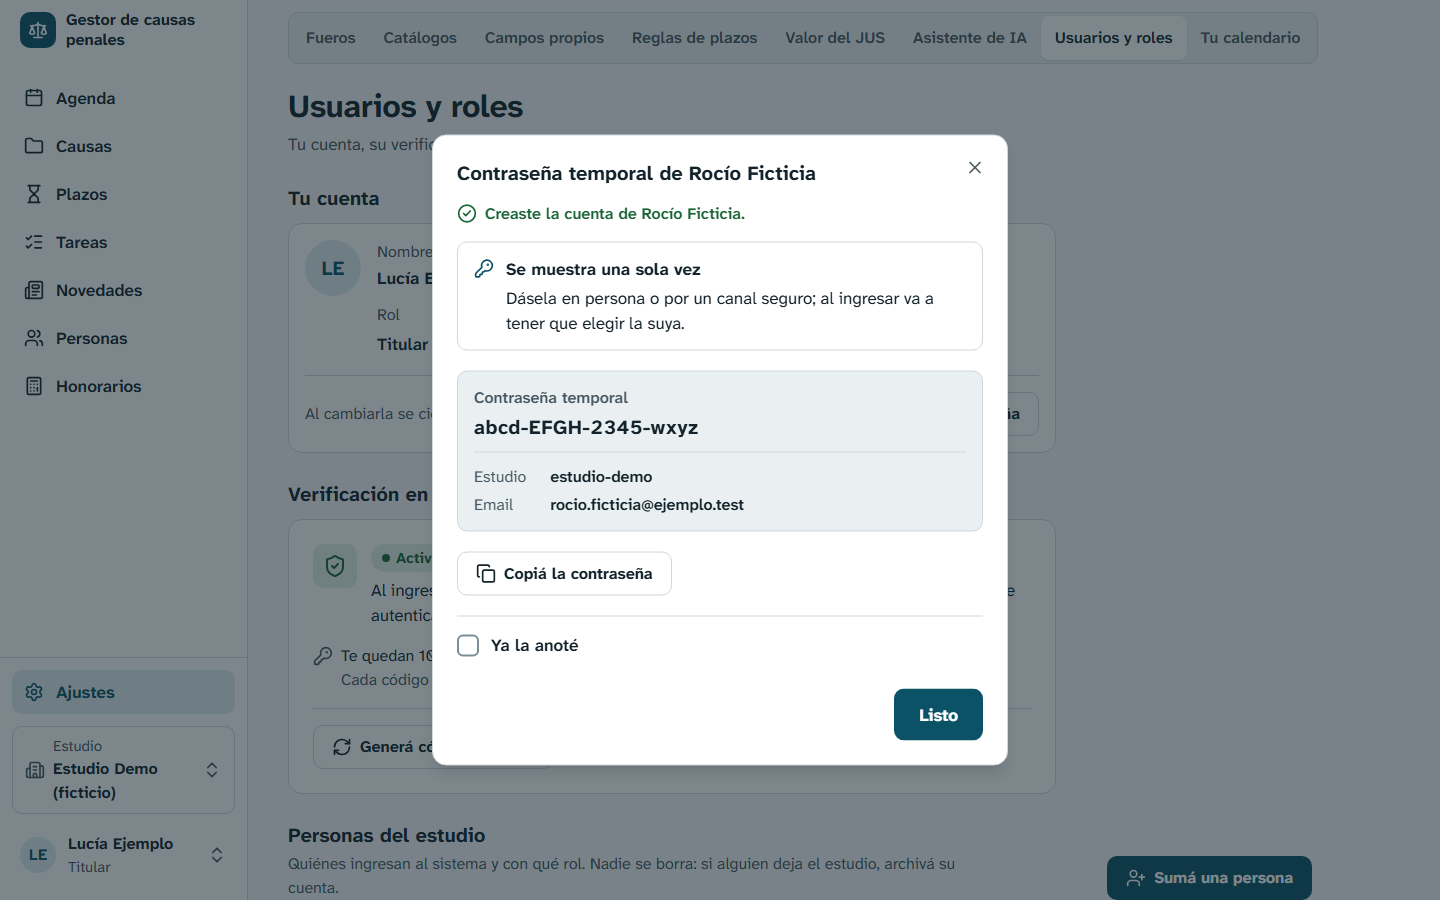 Gestor de causas
penales
Agenda
Causas
Plazos
Tareas
Novedades
Personas
Honorarios
Ajustes
Estudio
Estudio Demo
(ficticio)
LE
Lucía Ejemplo
Titular
Fueros
Catálogos
Campos propios
Reglas de plazos
Valor del JUS
Asistente de IA
Usuarios y roles
Tu calendario
Usuarios y roles
Tu cuenta, su
Tu cuenta
LE
Nombre
Lucía
Rol
Titular
Al cambiarla se
Verificación en
Al
Te quedan
Cada código
Generá
Personas del estudio
Quiénes ingresan al sistema y con qué rol. Nadie se borra: si alguien deja el estudio, archivá su
cuenta.
Sumá una persona
Contraseña temporal de Rocío Ficticia
Creaste la cuenta de Rocío Ficticia.
Se muestra una sola vez
Dásela en persona o por un canal seguro; al ingresar va a
tener que elegir la suya.
Contraseña temporal
abcd-EFGH-2345-wxyz
Estudio estudio-demo
Email rocio.ficticia@ejemplo.test
Copiá la contraseña
Ya la anoté
Listo